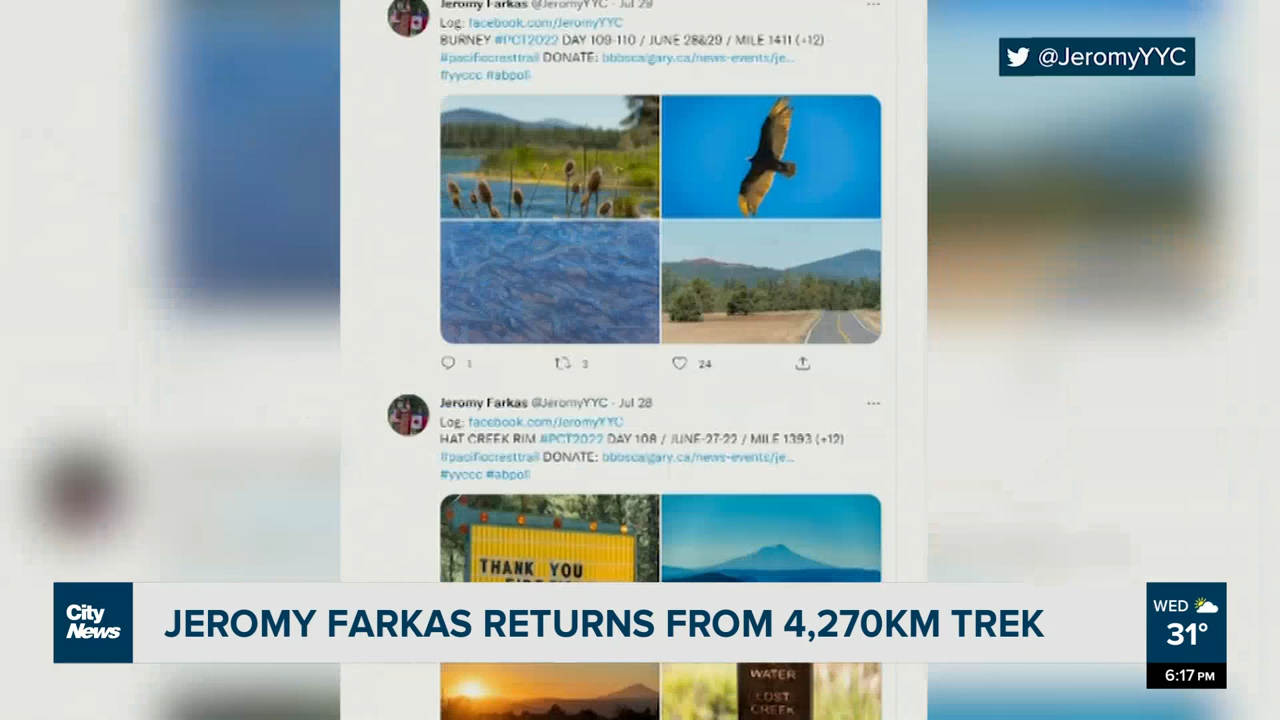 Jeromy Farkas @JeromyYYC · Jul 29
Log: facebook.com/JeromyYYC
BURNEY #PCT2022 DAY 109-110 / JUNE 28&29 / MILE 1411 (+12)
#pacificcresttrail DONATE: bbbscalgary.ca/news-events/je...
#yyccc #abpoli
@JeromyYYC
1
3
24
Jeromy Farkas @JeromyYYC · Jul 28
Log: facebook.com/JeromyYYC
HAT CREEK RIM #PCT2022 DAY 108 / JUNE-27-22 / MILE 1393 (+12)
#pacificcresttrail DONATE: bbbscalgary.ca/news-events/je...
#yyccc #abpoli
THANK YOU
City
News
JEROMY FARKAS RETURNS FROM 4,270KM TREK
WED
31°
6:17 PM
WATER
LOST
CREEK